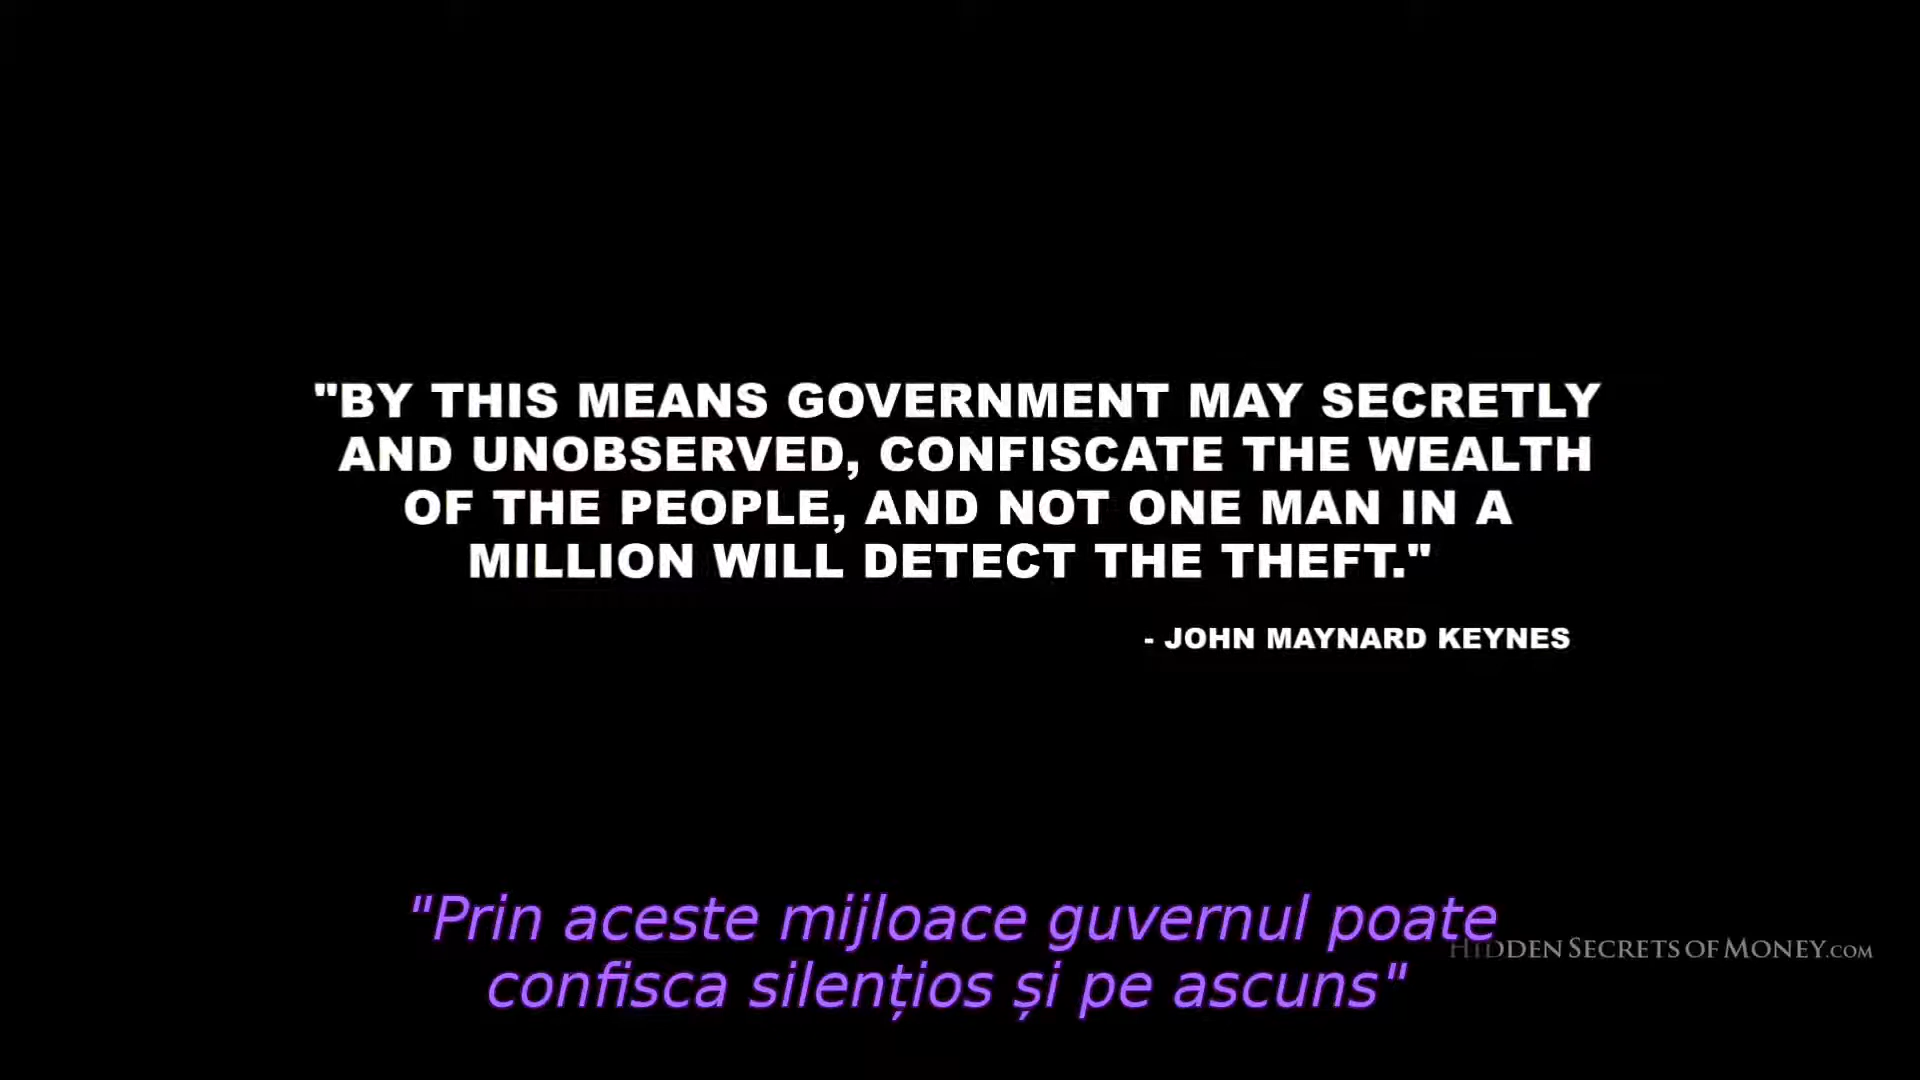 "BY THIS MEANS GOVERNMENT MAY SECRETLY
AND UNOBSERVED, CONFISCATE THE WEALTH
OF THE PEOPLE, AND NOT ONE MAN IN A
MILLION WILL DETECT THE THEFT."
- JOHN MAYNARD KEYNES
"Prin aceste mijloace guvernul poate
confisca silențios și pe ascuns"
HIDDEN SECRETS OF MONEY.COM